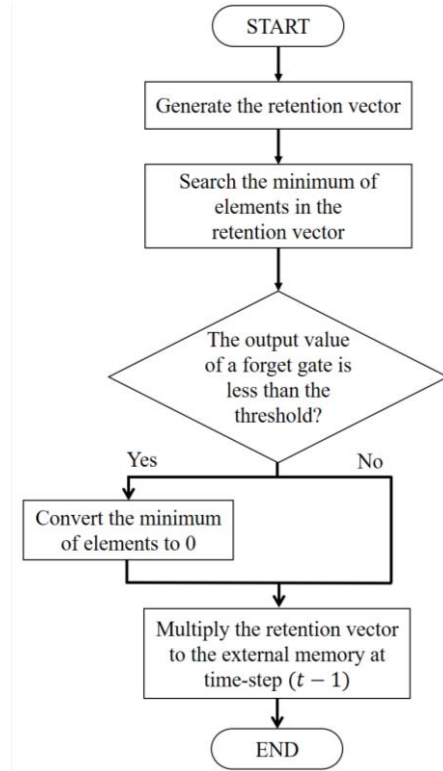 START
Generate the retention vector
Search the minimum of
elements in the
retention vector
The output value
of a forget gate is
less than the
threshold?
Yes
No
Convert the minimum
of elements to 0
Multiply the retention vector
to the external memory at
time-step (t − 1)
END